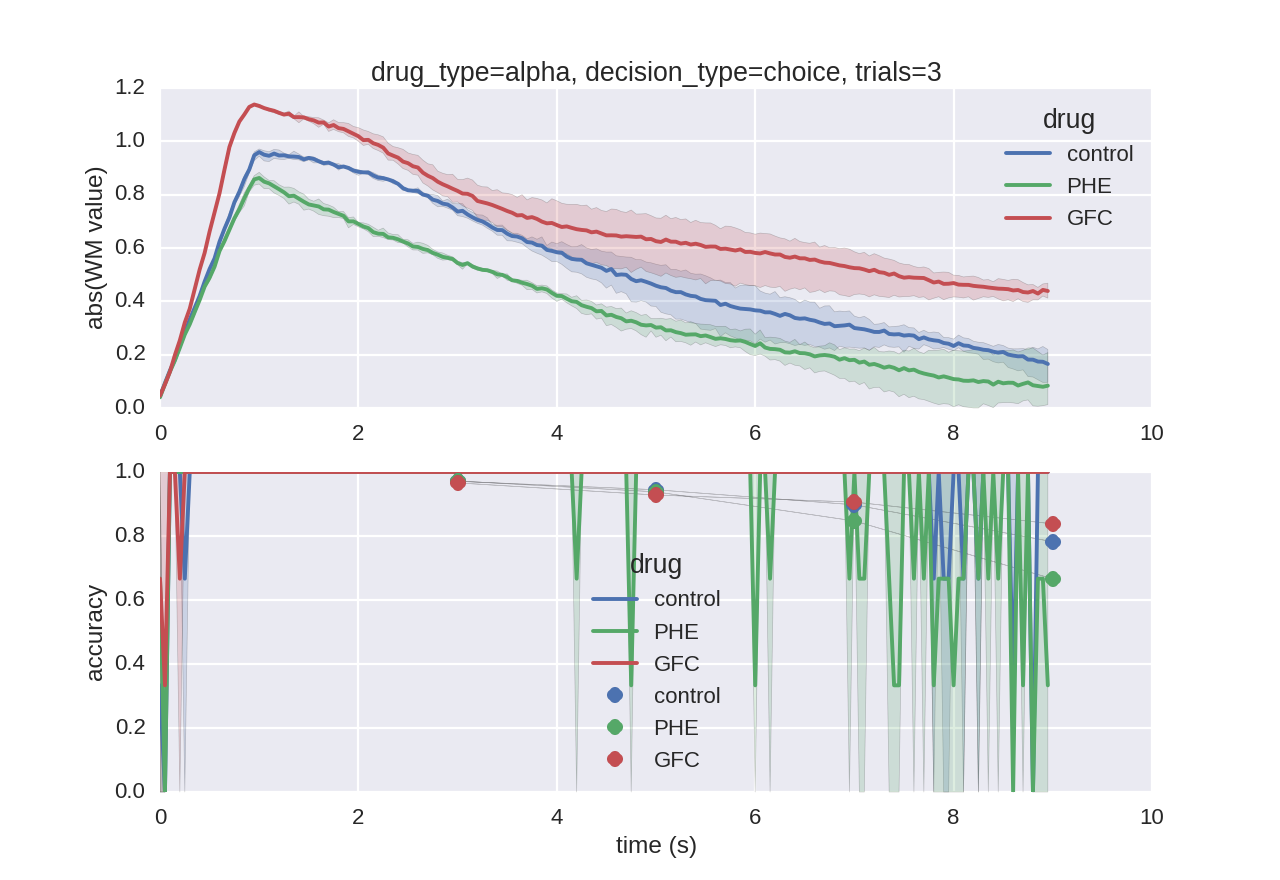 drug_type=alpha, decision_type=choice, trials=3
abs(WM value)
1.2
1.0
0.8
0.6
0.4
0.2
0.0
0 2 4 6 8 10
drug
control
PHE
GFC
accuracy
1.0
0.8
0.6
0.4
0.2
0.0
drug
control
PHE
GFC
control
PHE
GFC
0 2 4 6 8 10
time (s)